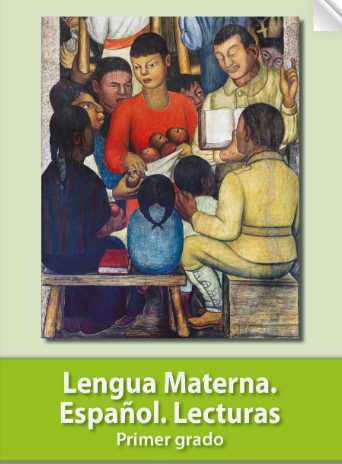 Lengua Materna.
Español. Lecturas
Primer grado